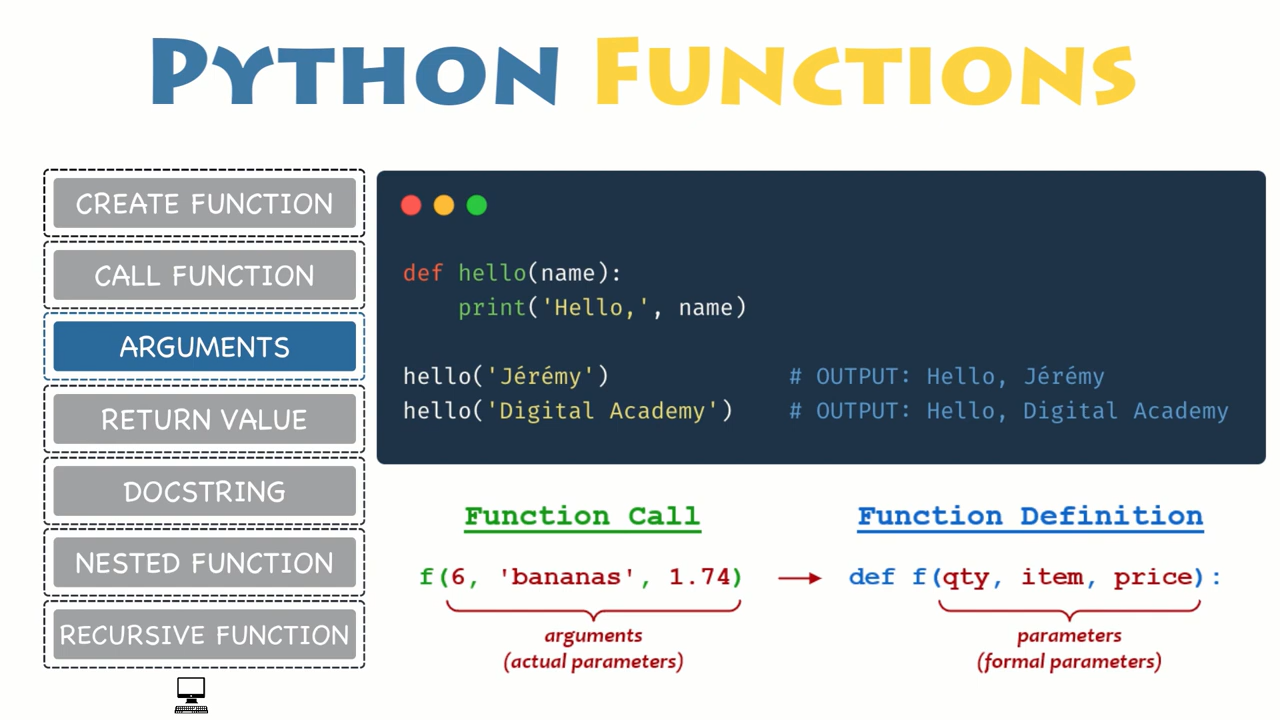 PYTHON FUNCTIONS
CREATE FUNCTION
CALL FUNCTION
ARGUMENTS
RETURN VALUE
DOCSTRING
NESTED FUNCTION
RECURSIVE FUNCTION
def hello(name):
    print('Hello,', name)
hello('Jérémy')    # OUTPUT: Hello, Jérémy
hello('Digital Academy')    # OUTPUT: Hello, Digital Academy
Function Call
f(6, 'bananas', 1.74)
arguments
(actual parameters)
Function Definition
def f(qty, item, price):
parameters
(formal parameters)